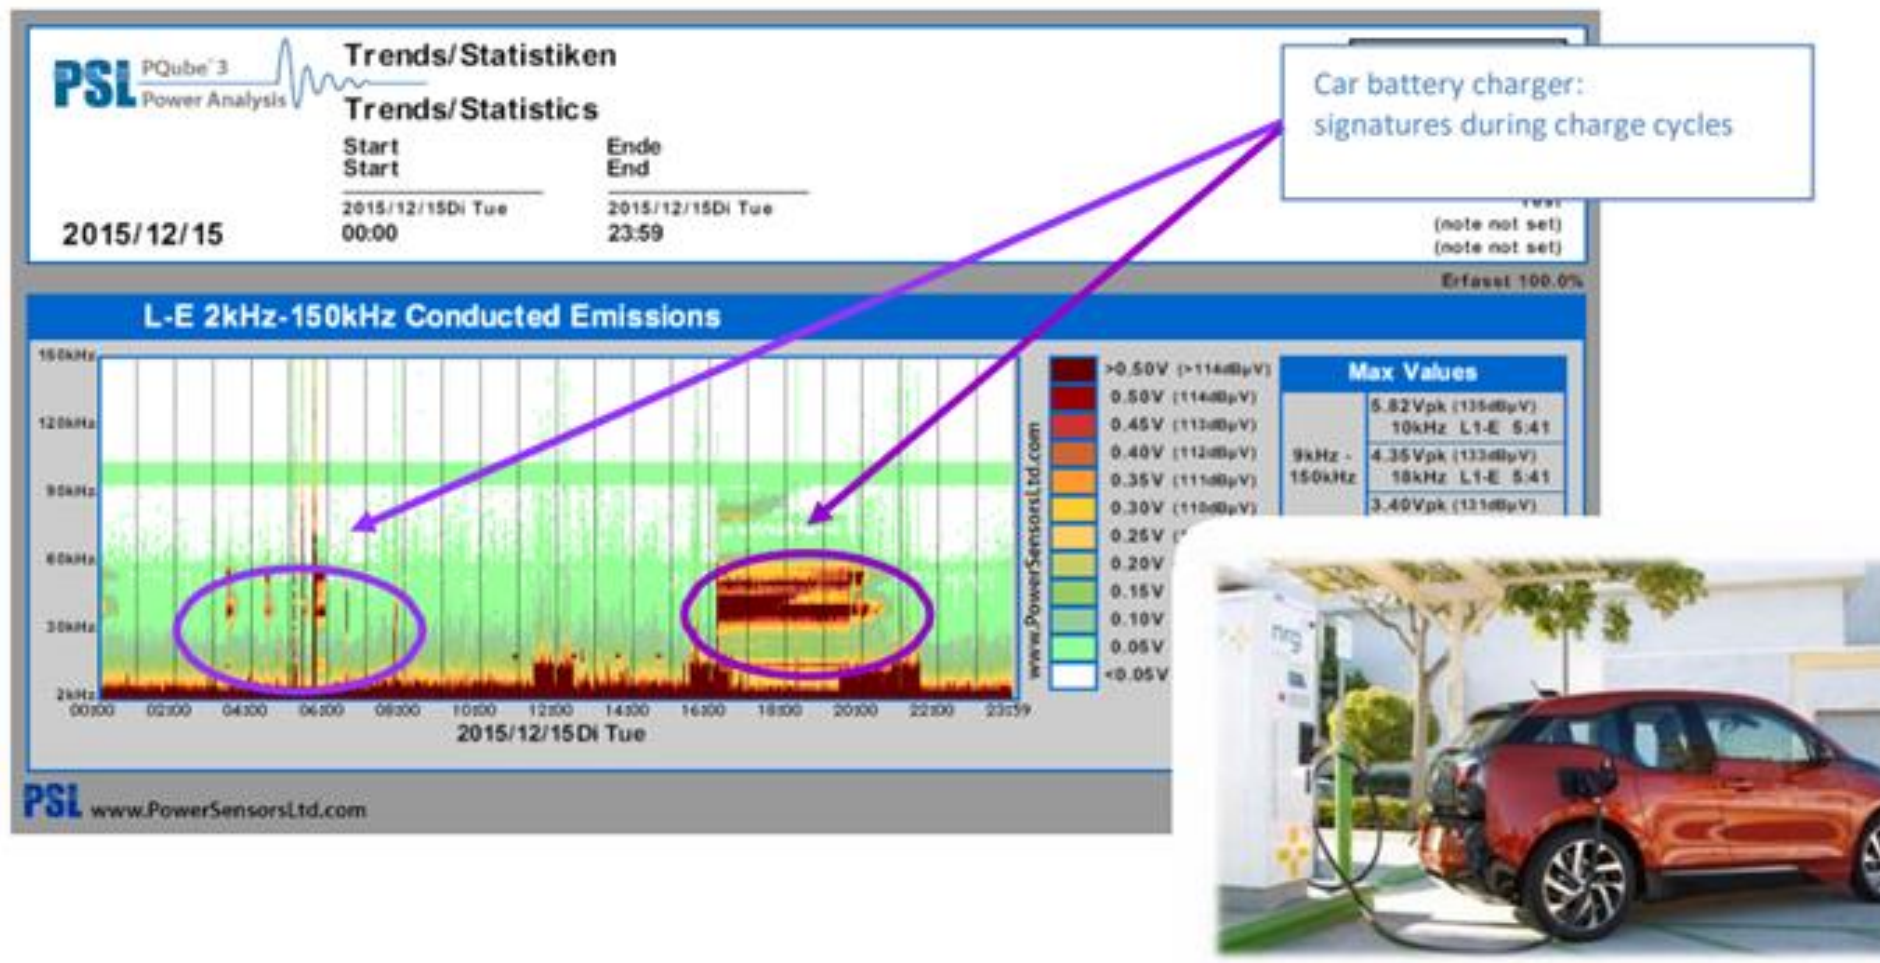 PSL PQube® 3
Power Analysis
Trends/Statistiken
Trends/Statistics
Start
Start
Ende
End
2015/12/15Di Tue
00:00
2015/12/15Di Tue
23:59
2015/12/15
Car battery charger:
signatures during charge cycles
(note not set)
(note not set)
Erfasst 100.0%
L-E 2kHz-150kHz Conducted Emissions
150kHz
120kHz
90kHz
60kHz
30kHz
2kHz
00:00 02:00 04:00 06:00 08:00 10:00 12:00 14:00 16:00 18:00 20:00 22:00 23:59
2015/12/15Di Tue
www.PowerSensorsLtd.com
>0.50V (>114dBµV)
0.50V (114dBµV)
0.45V (113dBµV)
0.40V (112dBµV)
0.35V (111dBµV)
0.30V (110dBµV)
0.25V
0.20V
0.15V
0.10V
0.05V
<0.05V
Max Values
9kHz -
150kHz
5.82Vpk (135dBµV)
10kHz L1-E 5:41
4.35Vpk (133dBµV)
18kHz L1-E 5:41
3.40Vpk (131dBµV)
PSL www.PowerSensorsLtd.com
nrg